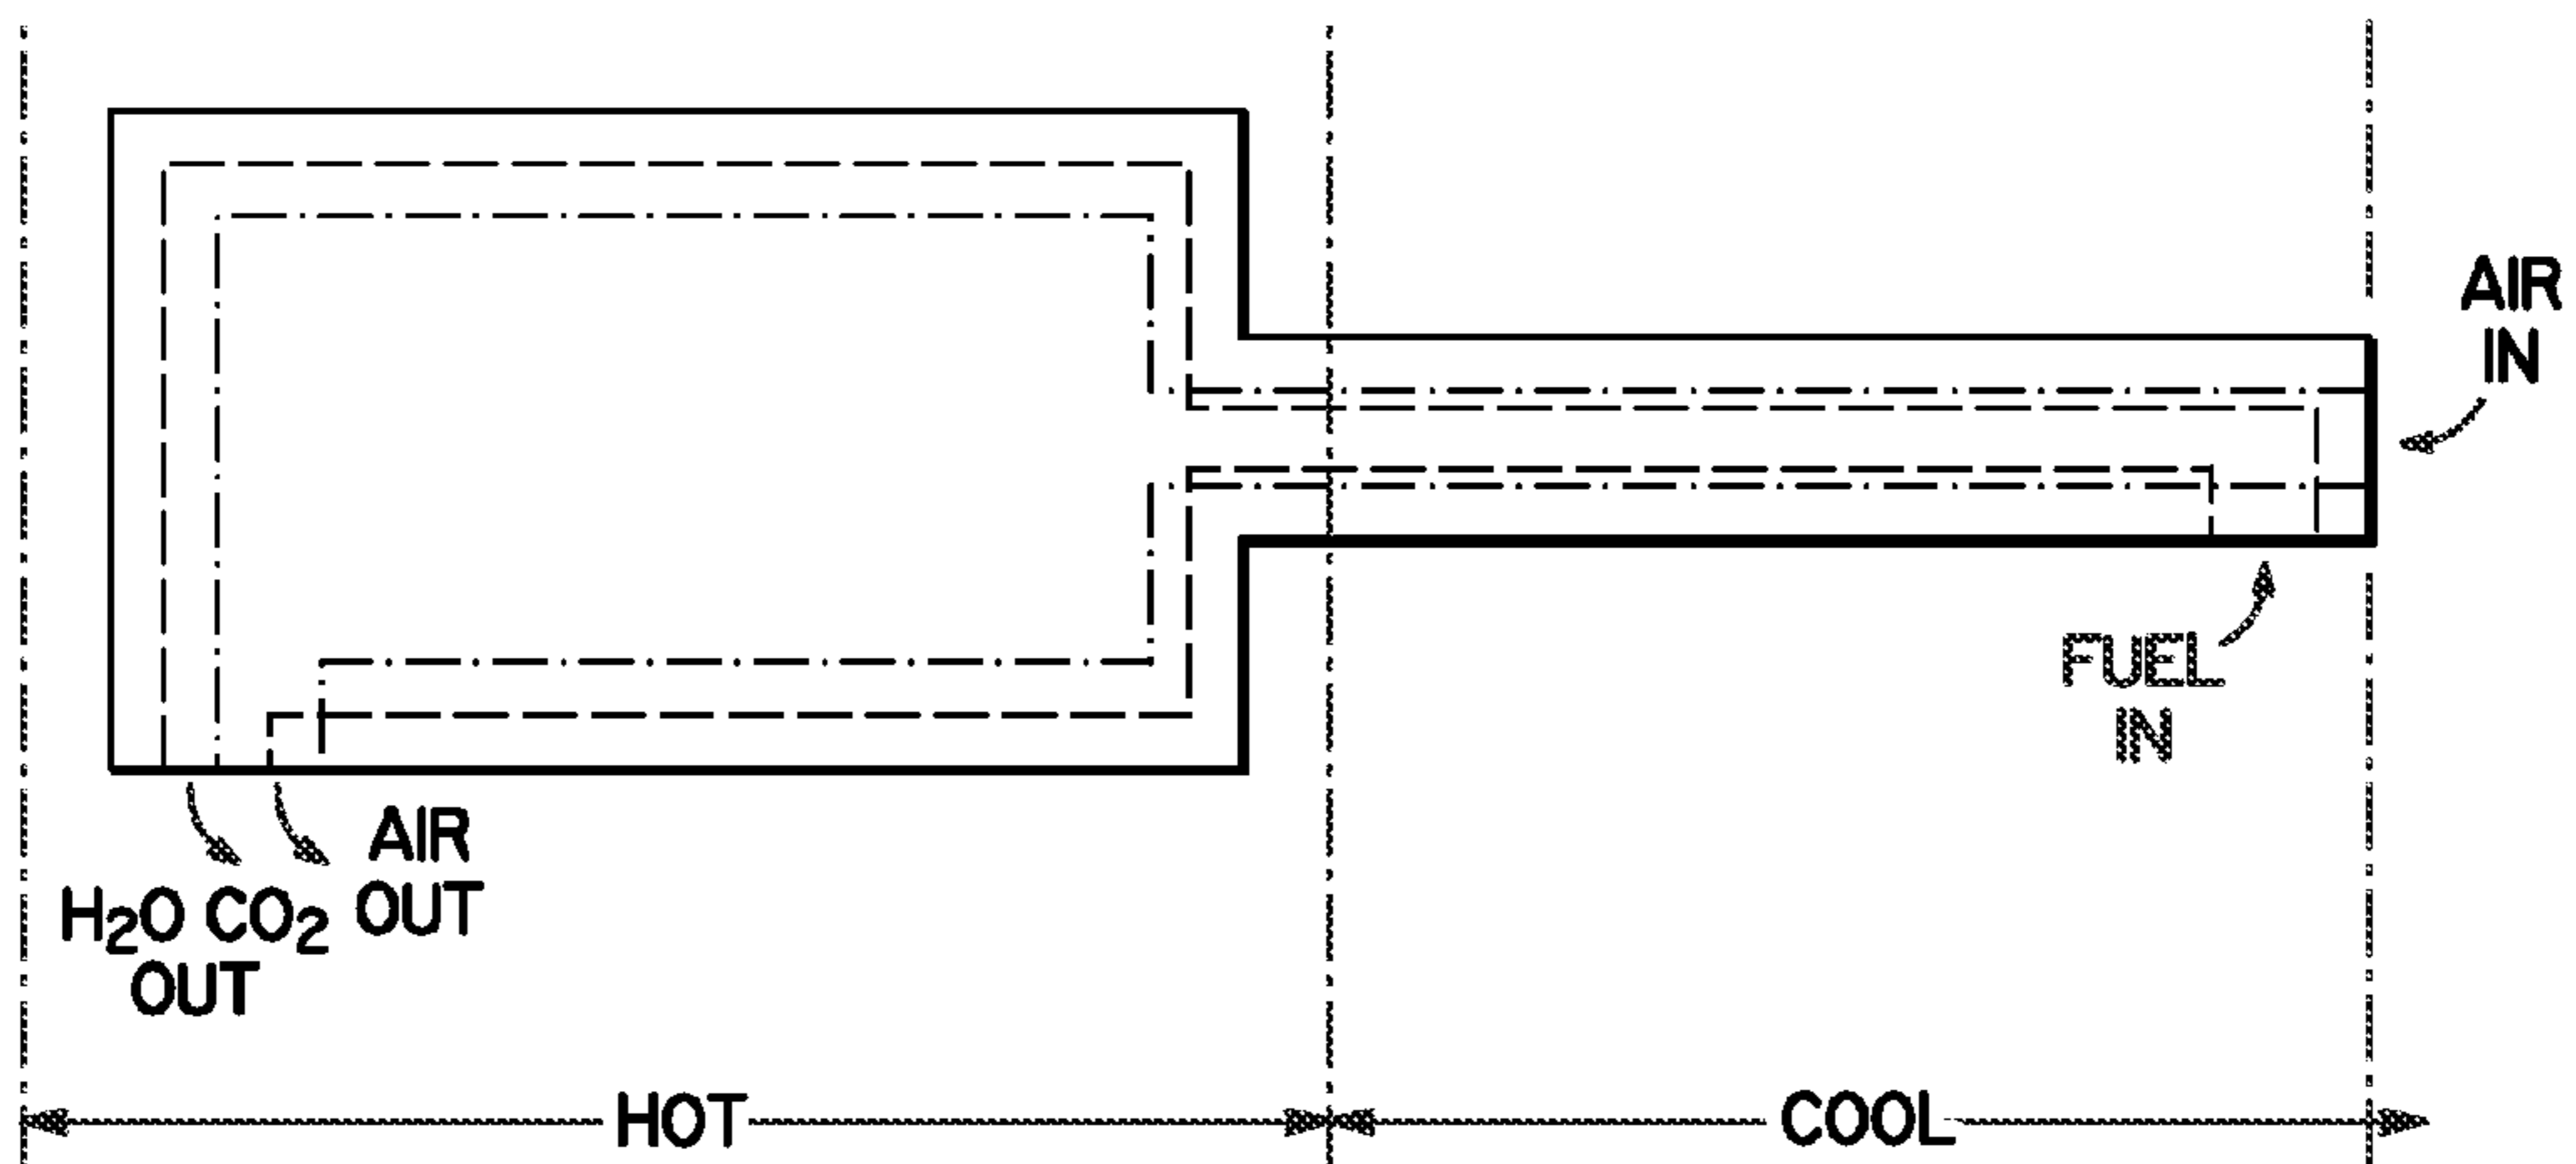 AIR
IN
FUEL
IN
AIR
OUT
H₂O CO₂
OUT
HOT
COOL